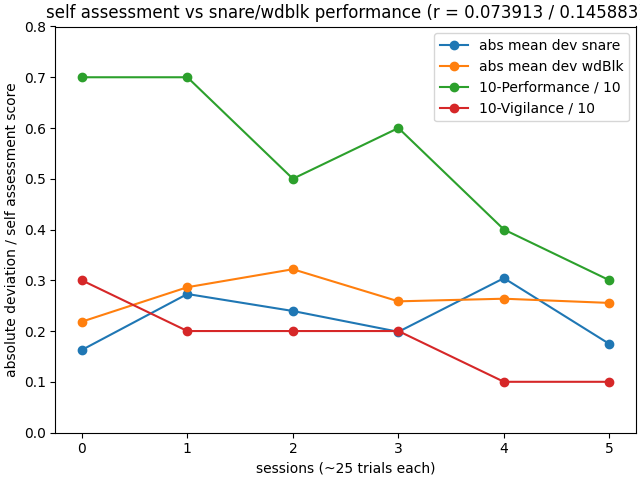 self assessment vs snare/wdblk performance (r = 0.073913 / 0.145883
abs mean dev snare
abs mean dev wdBlk
10-Performance / 10
10-Vigilance / 10
absolute deviation / self assessment score
0.8
0.7
0.6
0.5
0.4
0.3
0.2
0.1
0.0
0 1 2 3 4 5
sessions (~25 trials each)